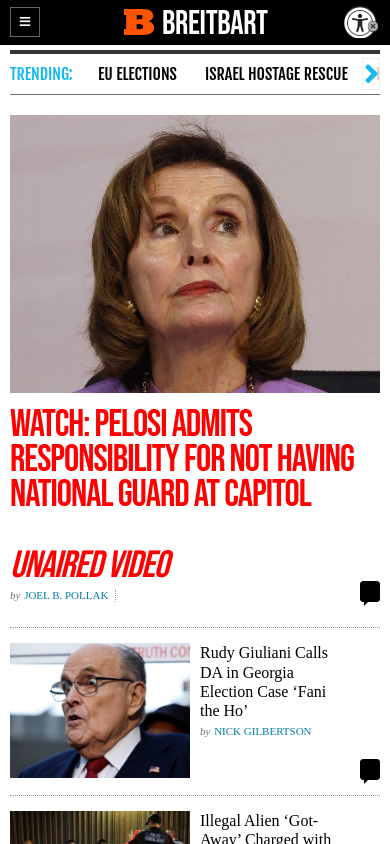 B BREITBART
TRENDING:
EU ELECTIONS
ISRAEL HOSTAGE RESCUE
WATCH: PELOSI ADMITS
RESPONSIBILITY FOR NOT HAVING
NATIONAL GUARD AT CAPITOL
UNAIRED VIDEO
by JOEL B. POLLAK
TRUTH CON
Rudy Giuliani Calls
DA in Georgia
Election Case ‘Fani
the Ho’
by NICK GILBERTSON
Illegal Alien ‘Got-
Away’ Charged with